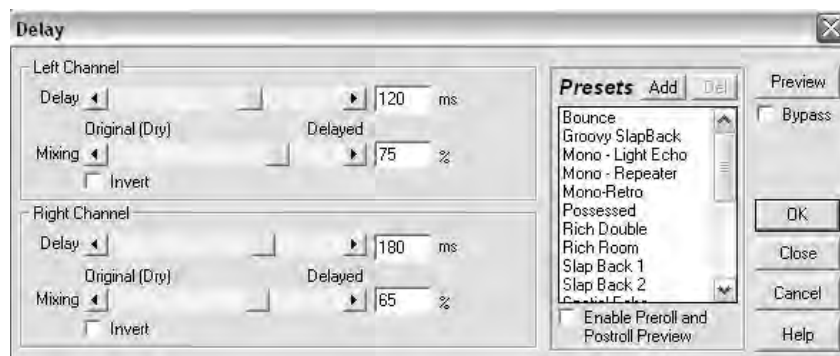 Delay
Left Channel
Delay 120 ms
Original (Dry) Delayed
Mixing 75 %
Invert
Right Channel
Delay 180 ms
Original (Dry) Delayed
Mixing 65 %
Invert
Presets Add Del
Bounce
Groovy SlapBack
Mono - Light Echo
Mono - Repeater
Mono-Retro
Possessed
Rich Double
Rich Room
Slap Back 1
Slap Back 2
Spatial Echo
Enable Preroll and
Postroll Preview
Preview
Bypass
OK
Close
Cancel
Help